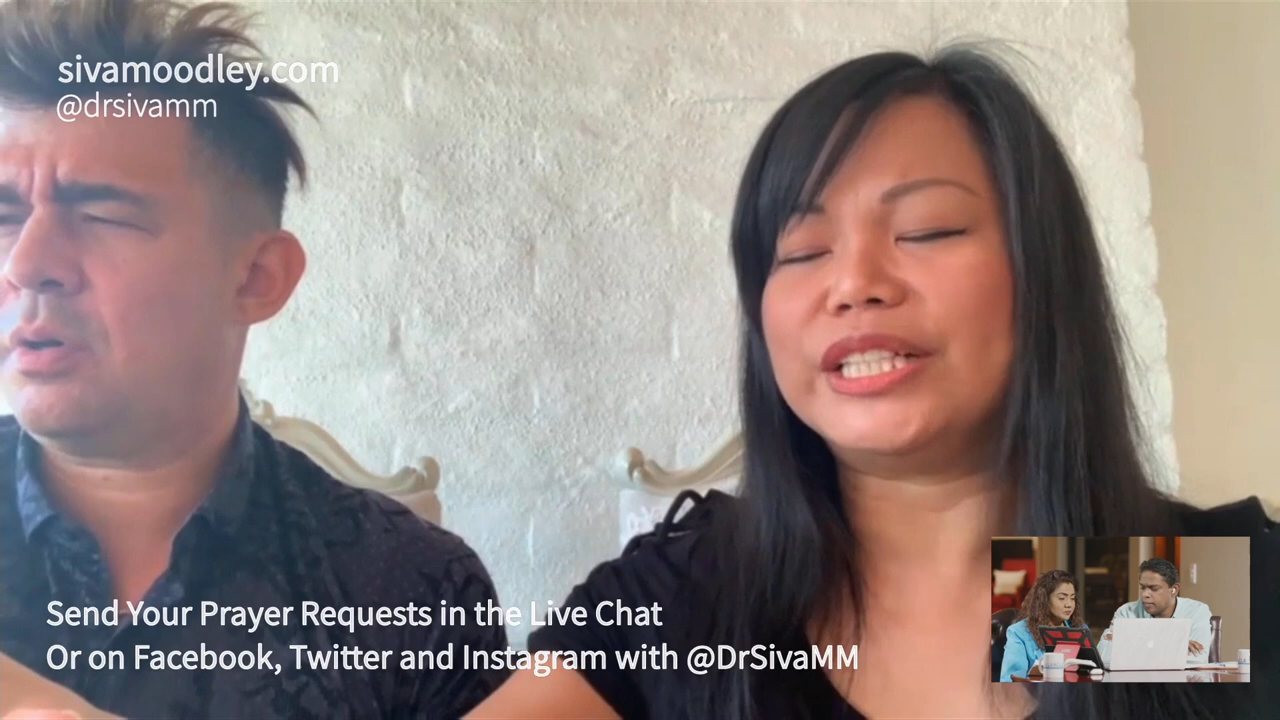 sivamoodley.com
@drsivamm
Send Your Prayer Requests in the Live Chat
Or on Facebook, Twitter and Instagram with @DrSivaMM